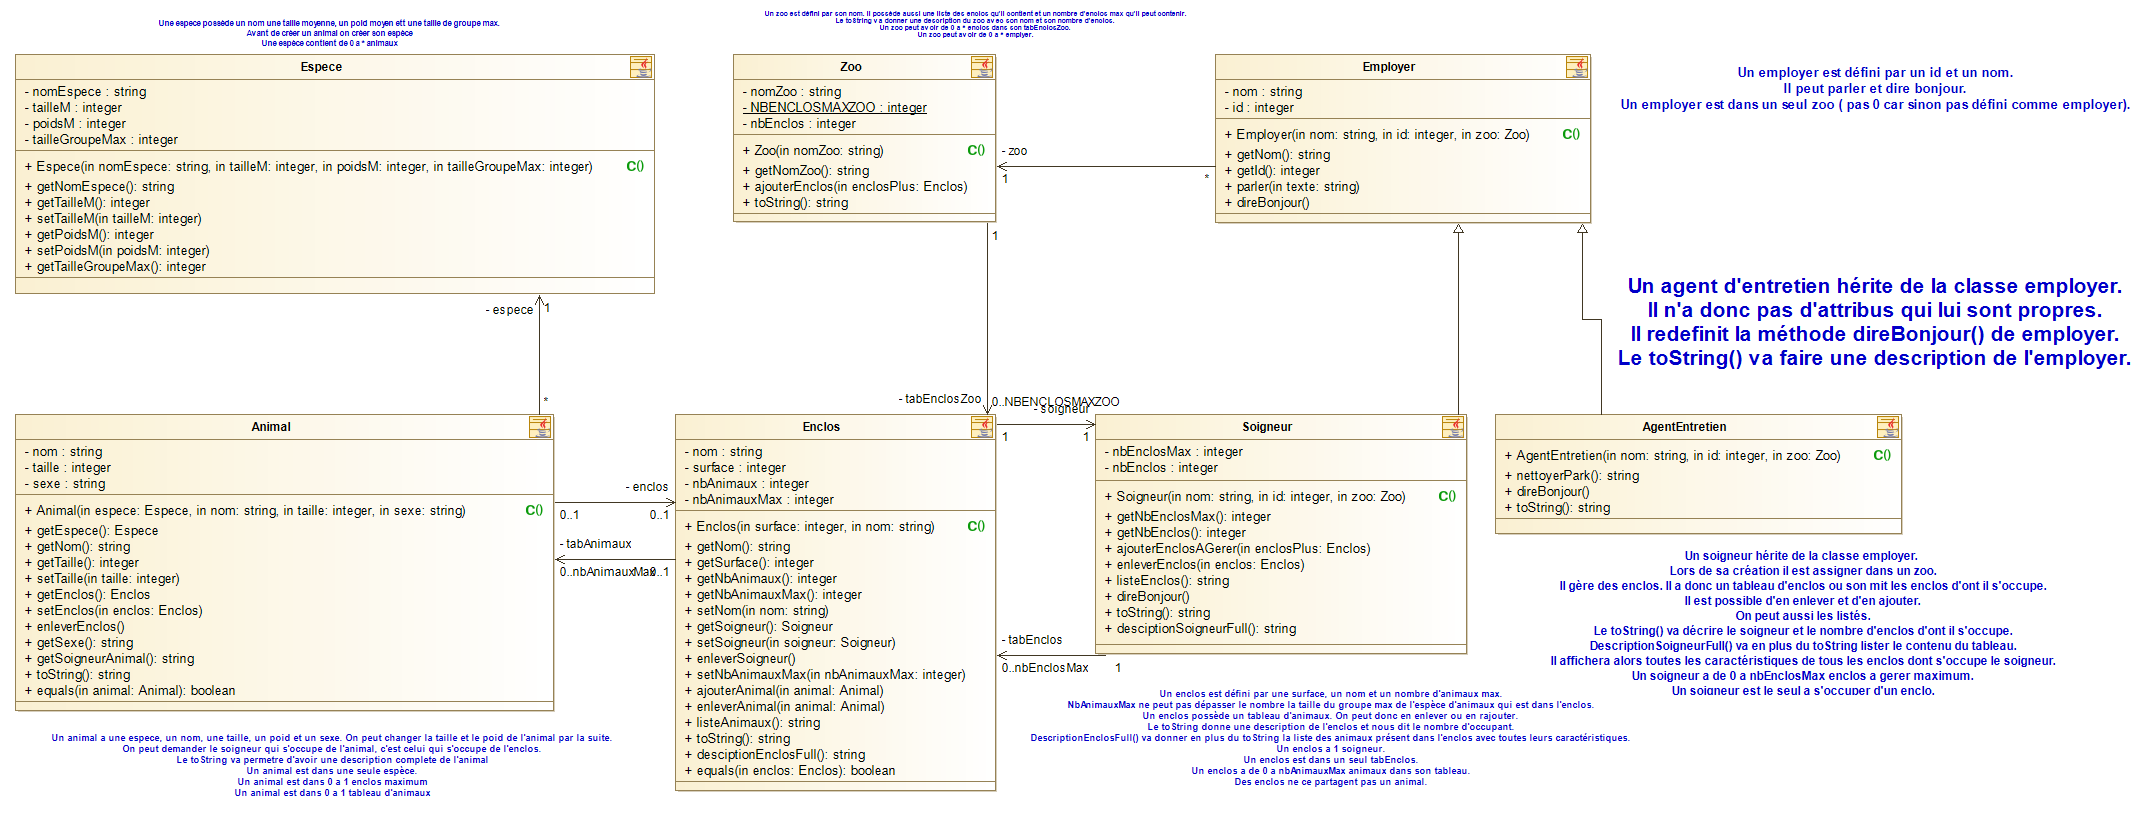 Une espece possède un nom une taille moyenne, un poid moyen ett une taille de groupe max.
Avant de créer un animal on créer son espèce
Une espèce contient de 0 a * animaux
Espece
- nomEspece : string
- tailleM : integer
- poidsM : integer
- tailleGroupeMax : integer
+ Espece(in nomEspece: string, in tailleM: integer, in poidsM: integer, in tailleGroupeMax: integer) C()
+ getNomEspece(): string
+ getTailleM(): integer
+ setTailleM(in tailleM: integer)
+ getPoidsM(): integer
+ setPoidsM(in poidsM: integer)
+ getTailleGroupeMax(): integer
Un zoo est défini par son nom. Il possède aussi une liste des enclos qu'il contient et un nombre d'enclos max qu'il peut contenir.
Le toString va donner une description du zoo avec son nom et son nombre d'enclos.
Un zoo peut avoir de 0 a * enclos dans son tabEnclosZoo.
Un zoo peut avoir de 0 a * emplyer.
Zoo
- nomZoo : string
- NBENCLOSMAXZOO : integer
- nbEnclos : integer
+ Zoo(in nomZoo: string) C()
+ getNomZoo(): string
+ ajouterEnclos(in enclosPlus: Enclos)
+ toString(): string
- zoo
1
*
Employer
- nom : string
- id : integer
+ Employer(in nom: string, in id: integer, in zoo: Zoo) C()
+ getNom(): string
+ getId(): integer
+ parler(in texte: string)
+ direBonjour()
Un employer est défini par un id et un nom.
Il peut parler et dire bonjour.
Un employer est dans un seul zoo ( pas 0 car sinon pas défini comme employer).
Un agent d'entretien hérite de la classe employer.
Il n'a donc pas d'attribus qui lui sont propres.
Il redefinit la méthode direBonjour() de employer.
Le toString() va faire une description de l'employer.
- espece
1
*
1
- tabEnclosZoo
0..NBENCLOSMAXZOO
- soigneur
1
1
Animal
- nom : string
- taille : integer
- sexe : string
+ Animal(in espece: Espece, in nom: string, in taille: integer, in sexe: string) C()
+ getEspece(): Espece
+ getNom(): string
+ getTaille(): integer
+ setTaille(in taille: integer)
+ getEnclos(): Enclos
+ setEnclos(in enclos: Enclos)
+ enleverEnclos()
+ getSexe(): string
+ getSoigneurAnimal(): string
+ toString(): string
+ equals(in animal: Animal): boolean
- enclos
0..1
0..1
- tabAnimaux
0..nbAnimauxMax
0..1
Enclos
- nom : string
- surface : integer
- nbAnimaux : integer
- nbAnimauxMax : integer
+ Enclos(in surface: integer, in nom: string) C()
+ getNom(): string
+ getSurface(): integer
+ getNbAnimaux(): integer
+ getNbAnimauxMax(): integer
+ setNom(in nom: string)
+ getSoigneur(): Soigneur
+ setSoigneur(in soigneur: Soigneur)
+ enleverSoigneur()
+ setNbAnimauxMax(in nbAnimauxMax: integer)
+ ajouterAnimal(in animal: Animal)
+ enleverAnimal(in animal: Animal)
+ listeAnimaux(): string
+ toString(): string
+ desciptionEnclosFull(): string
+ equals(in enclos: Enclos): boolean
Soigneur
- nbEnclosMax : integer
- nbEnclos : integer
+ Soigneur(in nom: string, in id: integer, in zoo: Zoo) C()
+ getNbEnclosMax(): integer
+ getNbEnclos(): integer
+ ajouterEnclosAGerer(in enclosPlus: Enclos)
+ enleverEnclos(in enclos: Enclos)
+ listeEnclos(): string
+ direBonjour()
+ toString(): string
+ desciptionSoigneurFull(): string
- tabEnclos
0..nbEnclosMax
1
AgentEntretien
+ AgentEntretien(in nom: string, in id: integer, in zoo: Zoo) C()
+ nettoyerPark(): string
+ direBonjour()
+ toString(): string
Un soigneur hérite de la classe employer.
Lors de sa création il est assigner dans un zoo.
Il gère des enclos. Il a donc un tableau d'enclos ou son mit les enclos d'ont il s'occupe.
Il est possible d'en enlever et d'en ajouter.
On peut aussi les listés.
Le toString() va décrire le soigneur et le nombre d'enclos d'ont il s'occupe.
DescriptionSoigneurFull() va en plus du toString lister le contenu du tableau.
Il affichera alors toutes les caractéristiques de tous les enclos dont s'occupe le soigneur.
Un soigneur a de 0 a nbEnclosMax enclos a gerer maximum.
Un soigneur est le seul a s'occuper d'un enclo.
Un enclos est défini par une surface, un nom et un nombre d'animaux max.
NbAnimauxMax ne peut pas dépasser le nombre la taille du groupe max de l'espèce d'animaux qui est dans l'enclos.
Un enclos possède un tableau d'animaux. On peut donc en enlever ou en rajouter.
Le toString donne une description de l'enclos et nous dit le nombre d'occupant.
DescriptionEnclosFull() va donner en plus du toString la liste des animaux présent dans l'enclos avec toutes leurs caractéristiques.
Un enclos a 1 soigneur.
Un enclos est dans un seul tabEnclos.
Un enclos a de 0 a nbAnimauxMax animaux dans son tableau.
Des enclos ne ce partagent pas un animal.
Un animal a une espece, un nom, une taille, un poid et un sexe. On peut changer la taille et le poid de l'animal par la suite.
On peut demander le soigneur qui s'occupe de l'animal, c'est celui qui s'occupe de l'enclos.
Le toString va permetre d'avoir une description complete de l'animal
Un animal est dans une seule espèce.
Un animal est dans 0 a 1 enclos maximum
Un animal est dans 0 a 1 tableau d'animaux